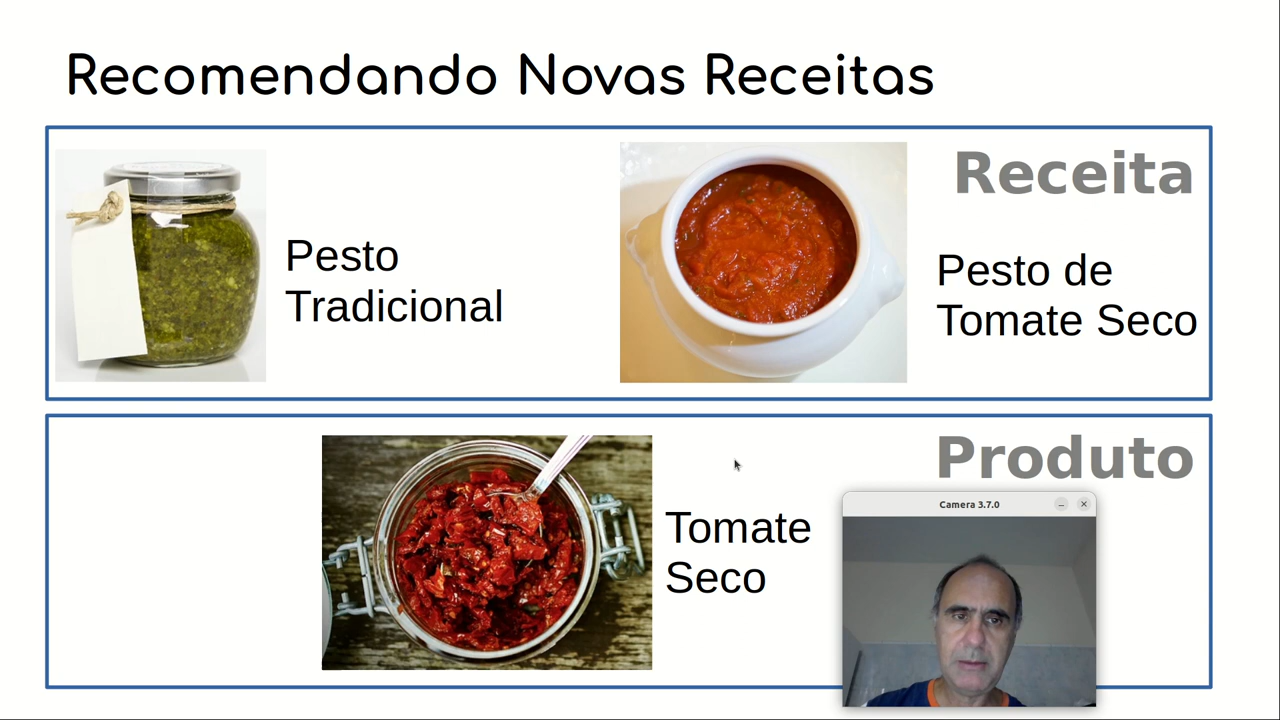 Recomendando Novas Receitas
Receita
Pesto
Tradicional
Pesto de
Tomate Seco
Produto
Tomate
Seco
Camera 3.7.0